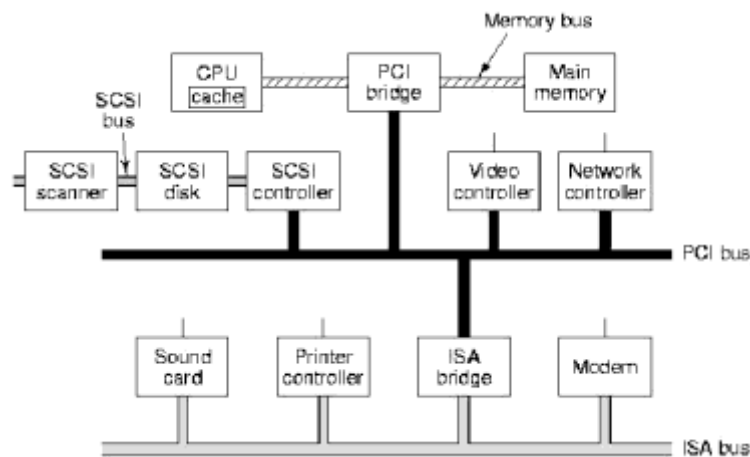 Memory bus
CPU
cache
PCI
bridge
Main
memory
SCSI
bus
SCSI
scanner
SCSI
disk
SCSI
controller
Video
controller
Network
controller
PCI bus
Sound
card
Printer
controller
ISA
bridge
Modem
ISA bus